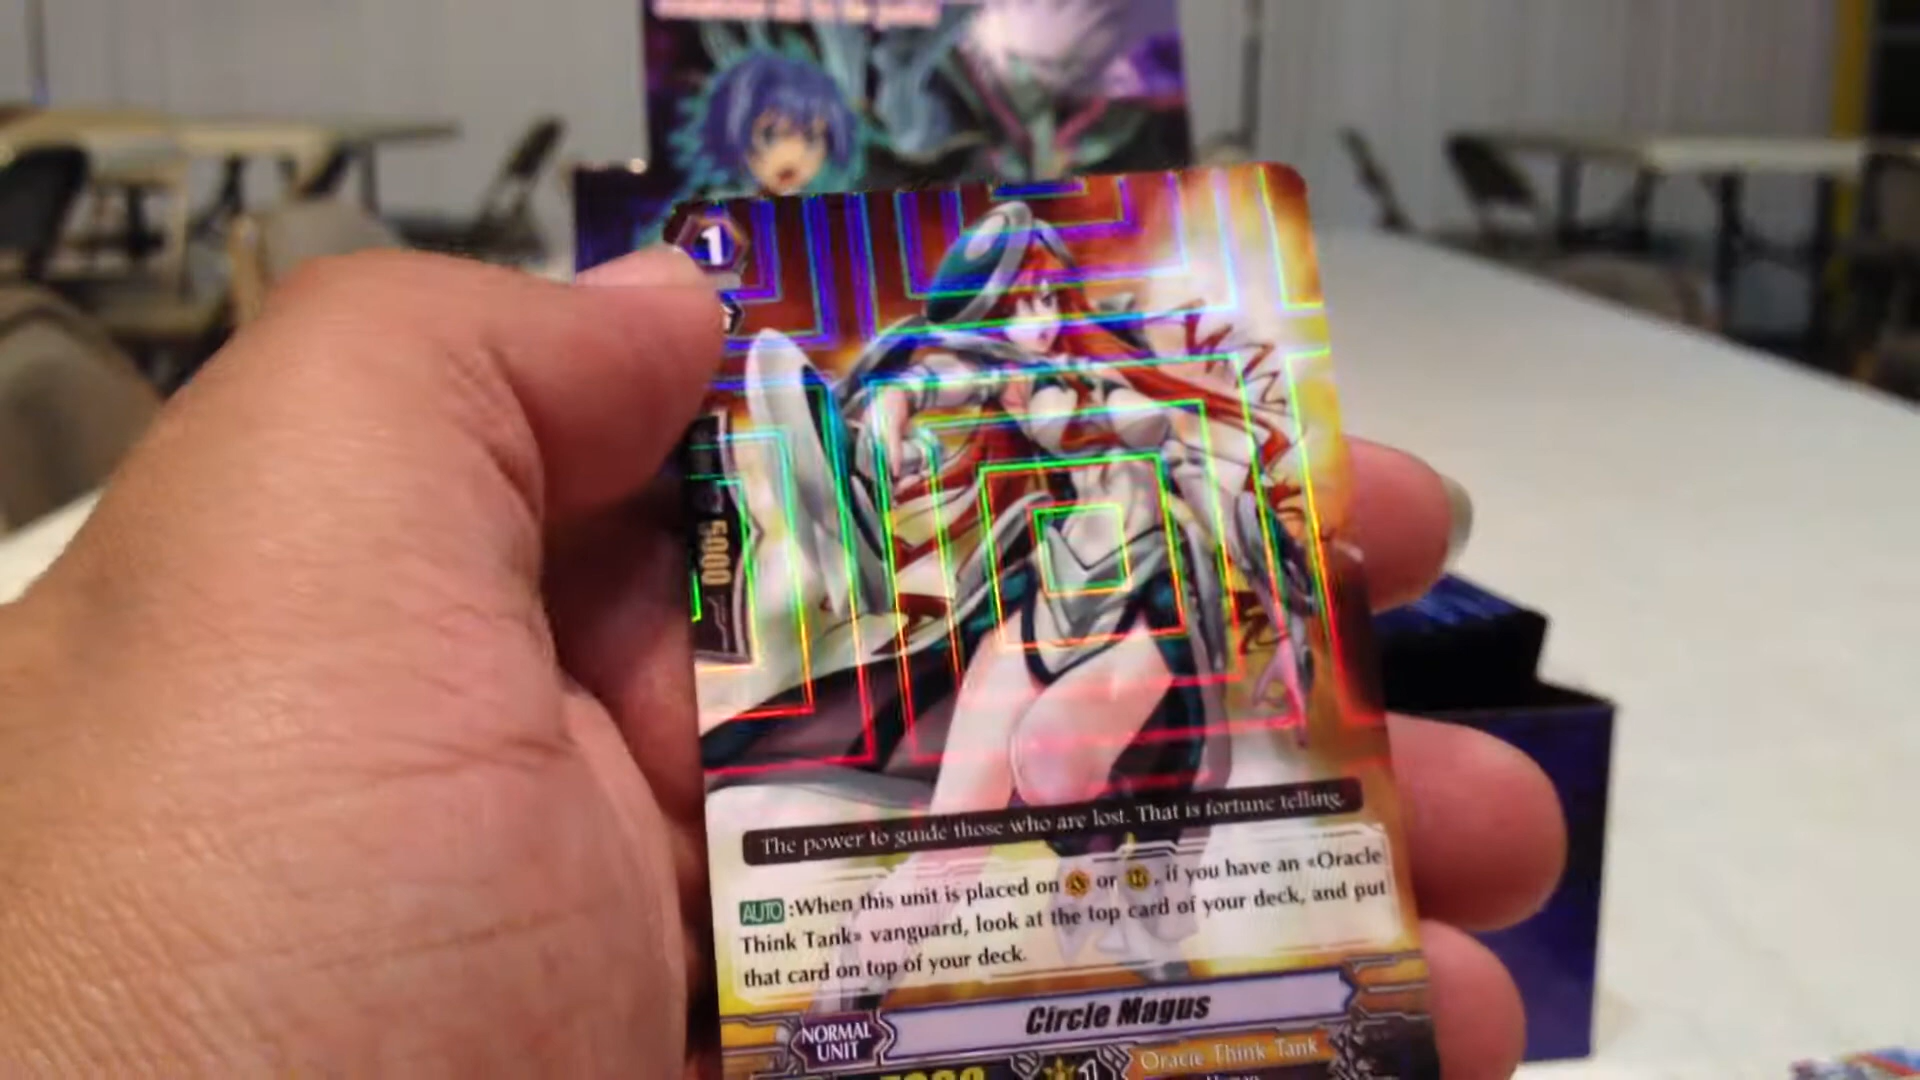 1
5000
The power to guide those who are lost. That is fortune telling.
AUTO :When this unit is placed on or , if you have an «Oracle
Think Tank» vanguard, look at the top card of your deck, and put
that card on top of your deck.
Circle Magus
NORMAL
UNIT
1
Oracle Think Tank